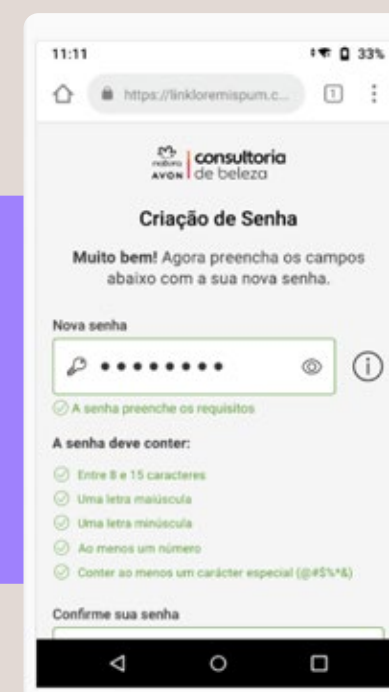 11:11
33%
https://linkloremispum.c...
1
natura
AVON
consultoria
de beleza
Criação de Senha
Muito bem! Agora preencha os campos
abaixo com a sua nova senha.
Nova senha
A senha preenche os requisitos
A senha deve conter:
Entre 8 e 15 caracteres
Uma letra maiúscula
Uma letra minúscula
Ao menos um número
Conter ao menos um carácter especial (@#$%*&)
Confirme sua senha